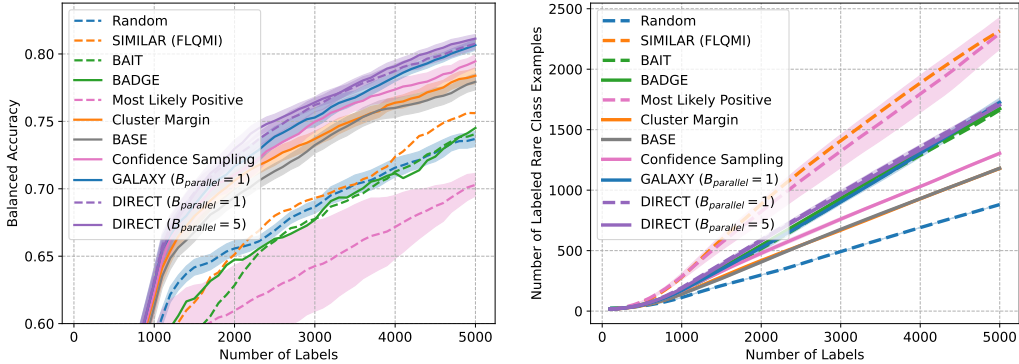 Balanced Accuracy
0.80
0.75
0.70
0.65
0.60
Random
SIMILAR (FLQMI)
BAIT
BADGE
Most Likely Positive
Cluster Margin
BASE
Confidence Sampling
GALAXY (B_parallel = 1)
DIRECT (B_parallel = 1)
DIRECT (B_parallel = 5)
0 1000 2000 3000 4000 5000
Number of Labels
Number of Labeled Rare Class Examples
2500
2000
1500
1000
500
0
Random
SIMILAR (FLQMI)
BAIT
BADGE
Most Likely Positive
Cluster Margin
BASE
Confidence Sampling
GALAXY (B_parallel = 1)
DIRECT (B_parallel = 1)
DIRECT (B_parallel = 5)
0 1000 2000 3000 4000 5000
Number of Labels